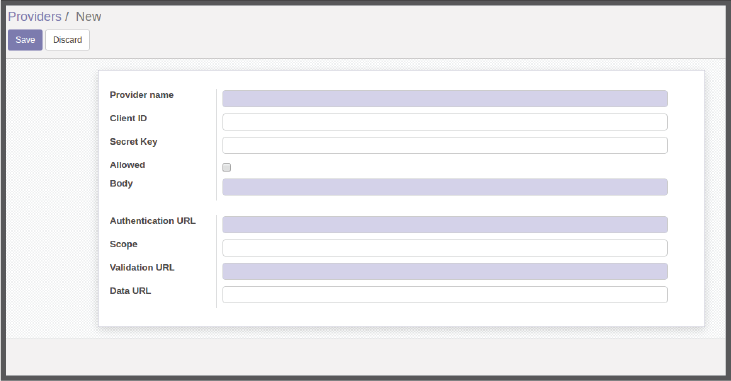 Providers / New
Save Discard
Provider name
Client ID
Secret Key
Allowed
Body
Authentication URL
Scope
Validation URL
Data URL